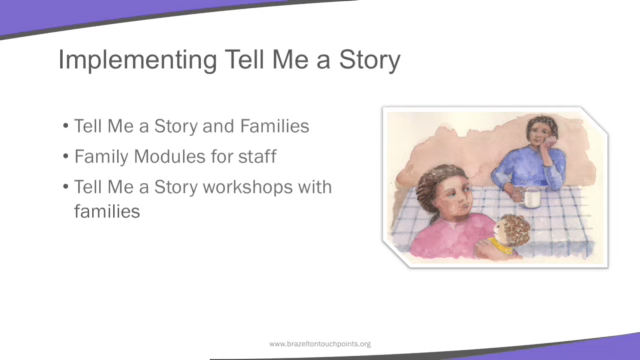 Implementing Tell Me a Story
• Tell Me a Story and Families
• Family Modules for staff
• Tell Me a Story workshops with
families
www.brazeltontouchpoints.org